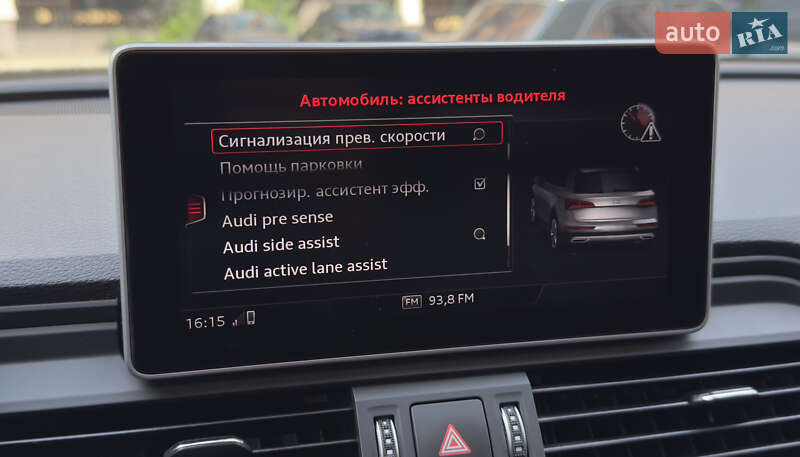 auto RIA .com
Автомобиль: ассистенты водителя
Сигнализация прев. скорости
Помощь парковки
Прогнозир. ассистент эфф.
Audi pre sense
Audi side assist
Audi active lane assist
FM 93,8 FM
16:15